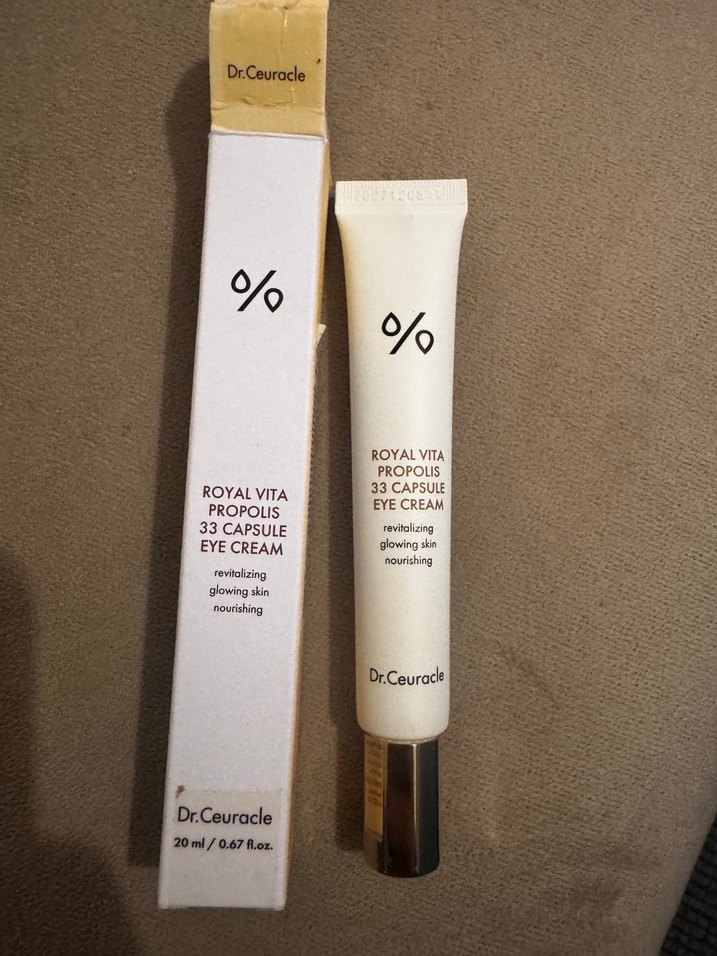 Dr.Ceuracle
%
ROYAL VITA
PROPOLIS
33 CAPSULE
EYE CREAM
revitalizing
glowing skin
nourishing
Dr.Ceuracle
20 ml / 0.67 fl.oz.
%
ROYAL VITA
PROPOLIS
33 CAPSULE
EYE CREAM
revitalizing
glowing skin
nourishing
Dr.Ceuracle